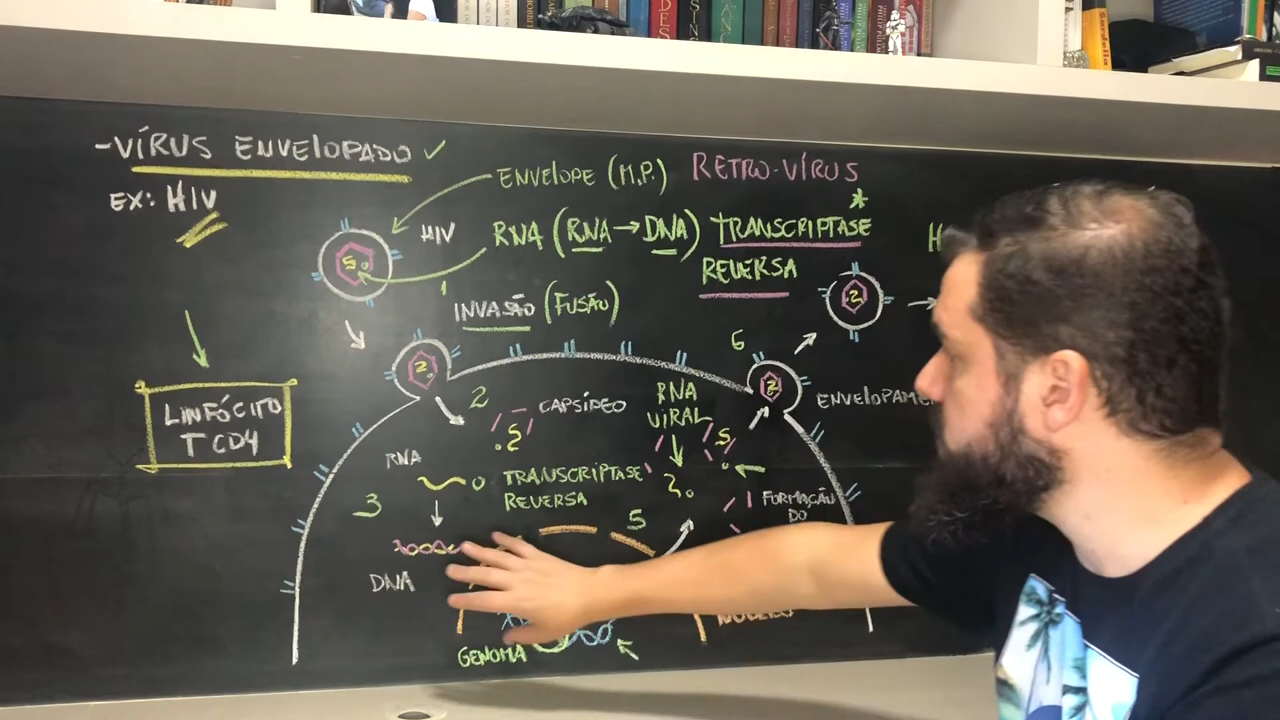 -VÍRUS ENVELOPADO ✓
EX: HIV
ENVELOPE (M.P.)
RETRO-VÍRUS
HIV
RNA (RNA→DNA)
TRANSCRIPTASE *
REVERSA
1
INVASÃO (FUSÃO)
LINFÓCITO
T CD4
2
CAPSÍDEO
RNA
VIRAL
6
RNA
3
TRANSCRIPTASE
REVERSA
5
FORMAÇÃO
DO
DNA
GENOMA